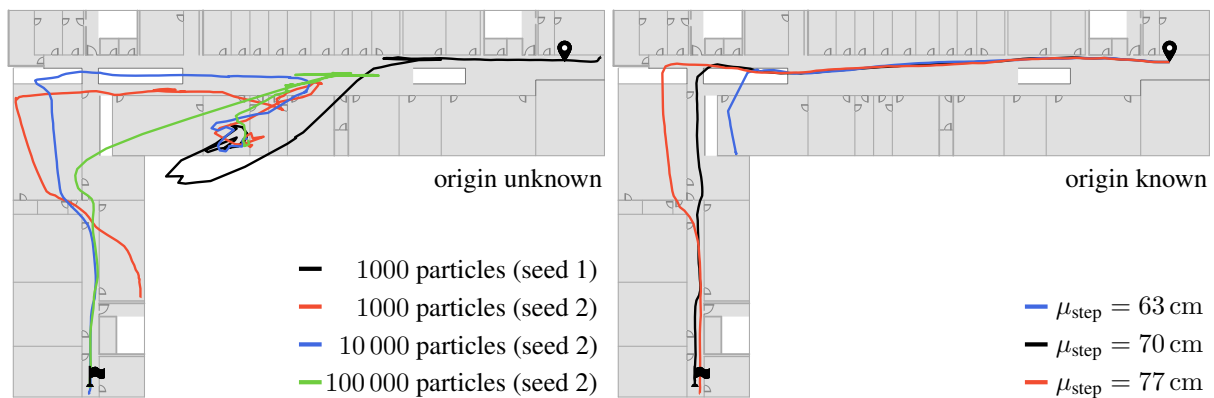 origin unknown
1000 particles (seed 1)
1000 particles (seed 2)
10 000 particles (seed 2)
100 000 particles (seed 2)
origin known
μstep = 63 cm
μstep = 70 cm
μstep = 77 cm